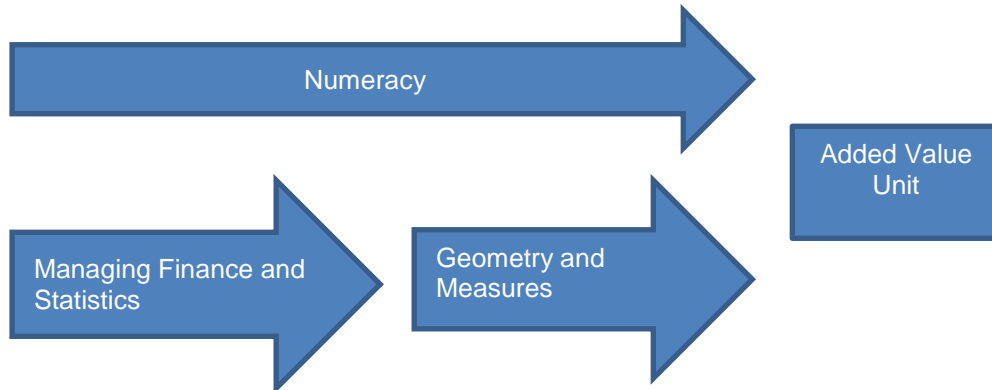 Numeracy
Added Value
Unit
Managing Finance and
Statistics
Geometry and
Measures